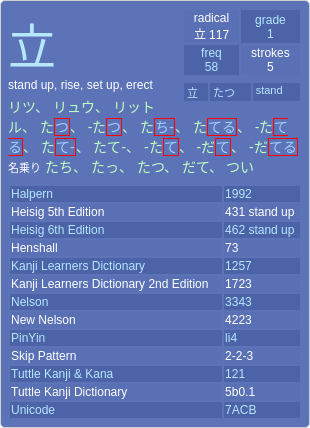 立
radical
立 117
grade
1
freq
58
strokes
5
stand up, rise, set up, erect
立
たつ
stand
リツ、 リュウ、 リット
ル、 たつ、 -たつ、 たち-、 たてる、 -たて
る、 たて-、 たて-、 -たて、 -だて、 -だてる
名乗り たち、 たっ、 たつ、 だて、 つい
Halpern 1992
Heisig 5th Edition 431 stand up
Heisig 6th Edition 462 stand up
Henshall 73
Kanji Learners Dictionary 1257
Kanji Learners Dictionary 2nd Edition 1723
Nelson 3343
New Nelson 4223
PinYin li4
Skip Pattern 2-2-3
Tuttle Kanji & Kana 121
Tuttle Kanji Dictionary 5b0.1
Unicode 7ACB